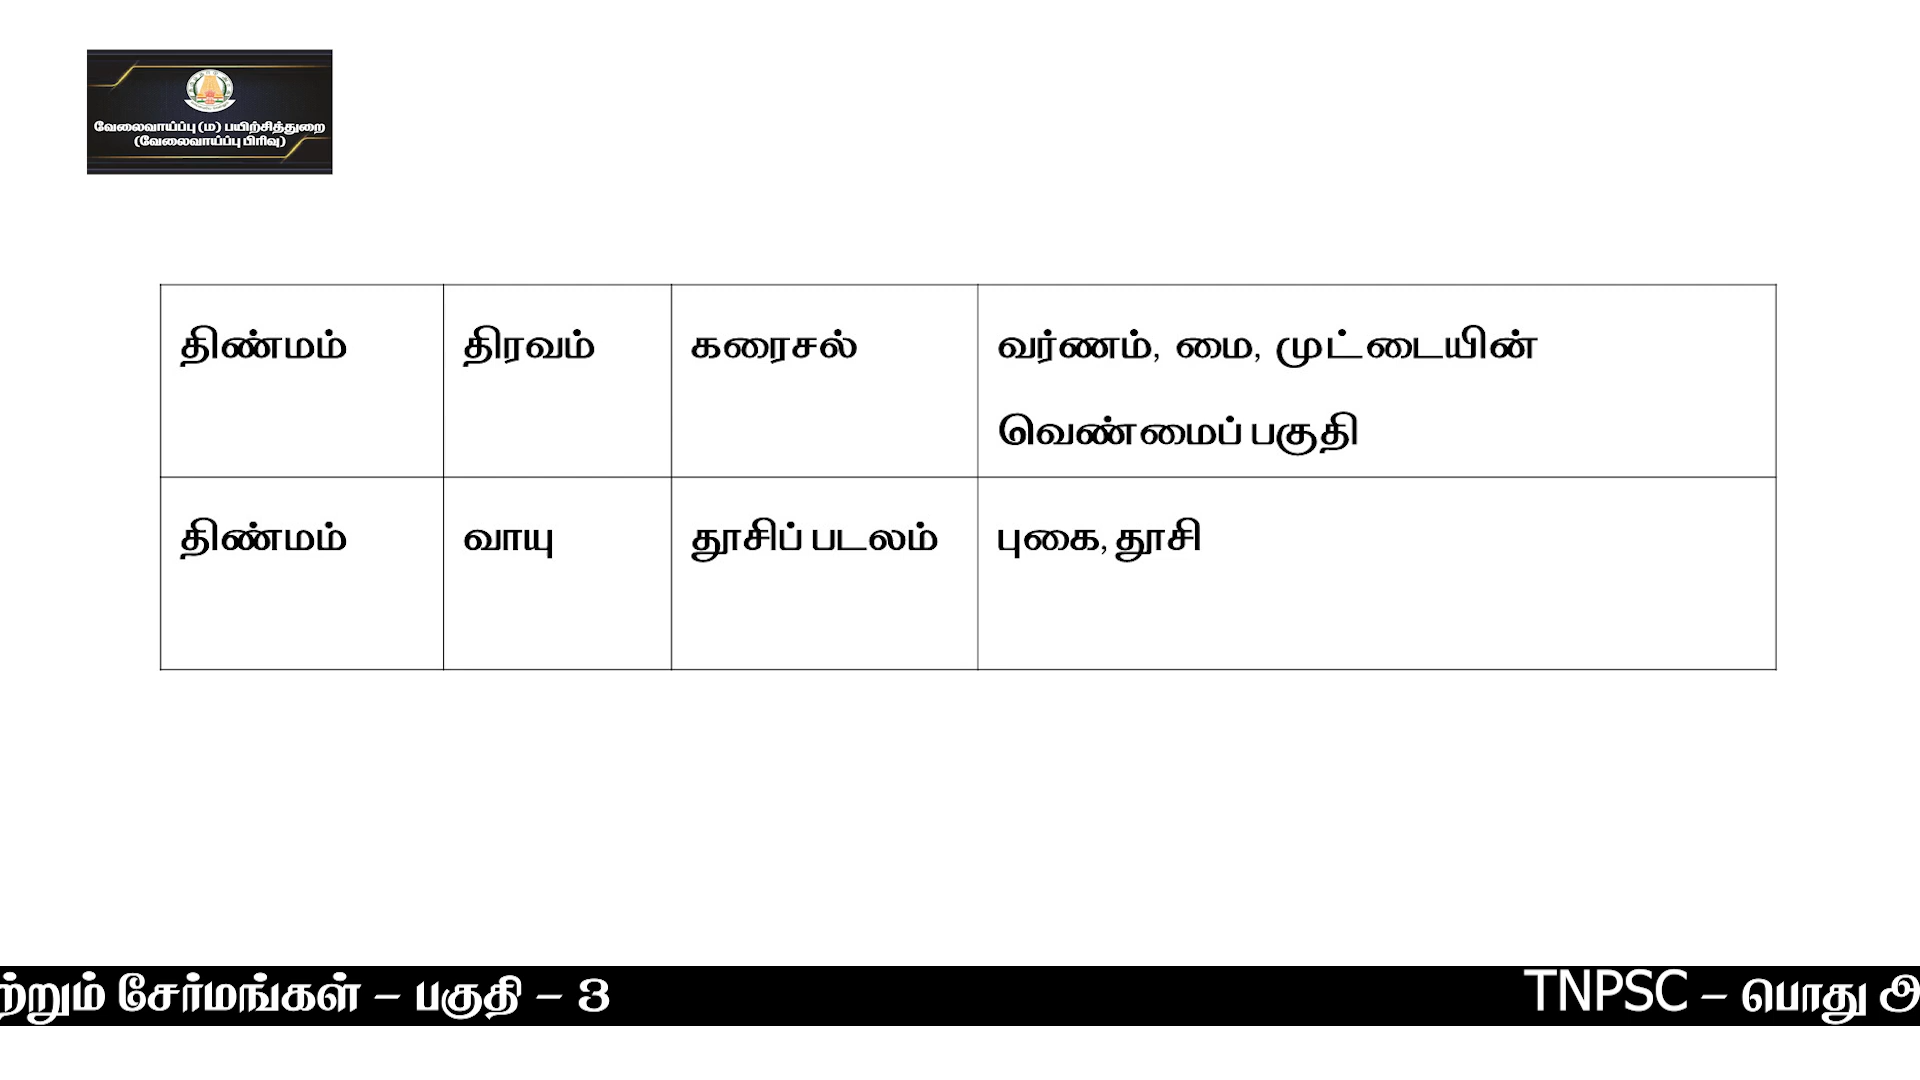 வேலைவாய்ப்பு (ம) பயிற்சித்துறை
(வேலைவாய்ப்பு பிரிவு)
திண்மம் திரவம் கரைசல் வர்ணம், மை, முட்டையின்
வெண்மைப் பகுதி
திண்மம் வாயு தூசிப் படலம் புகை, தூசி
ற்றும் சேர்மங்கள் – பகுதி – 3 TNPSC – பொது அ